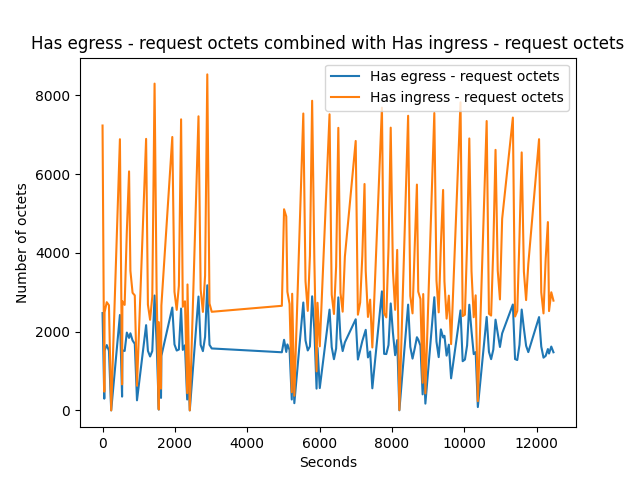 Has egress - request octets combined with Has ingress - request octets
Has egress - request octets
Has ingress - request octets
Number of octets
8000
6000
4000
2000
0
0 2000 4000 6000 8000 10000 12000
Seconds